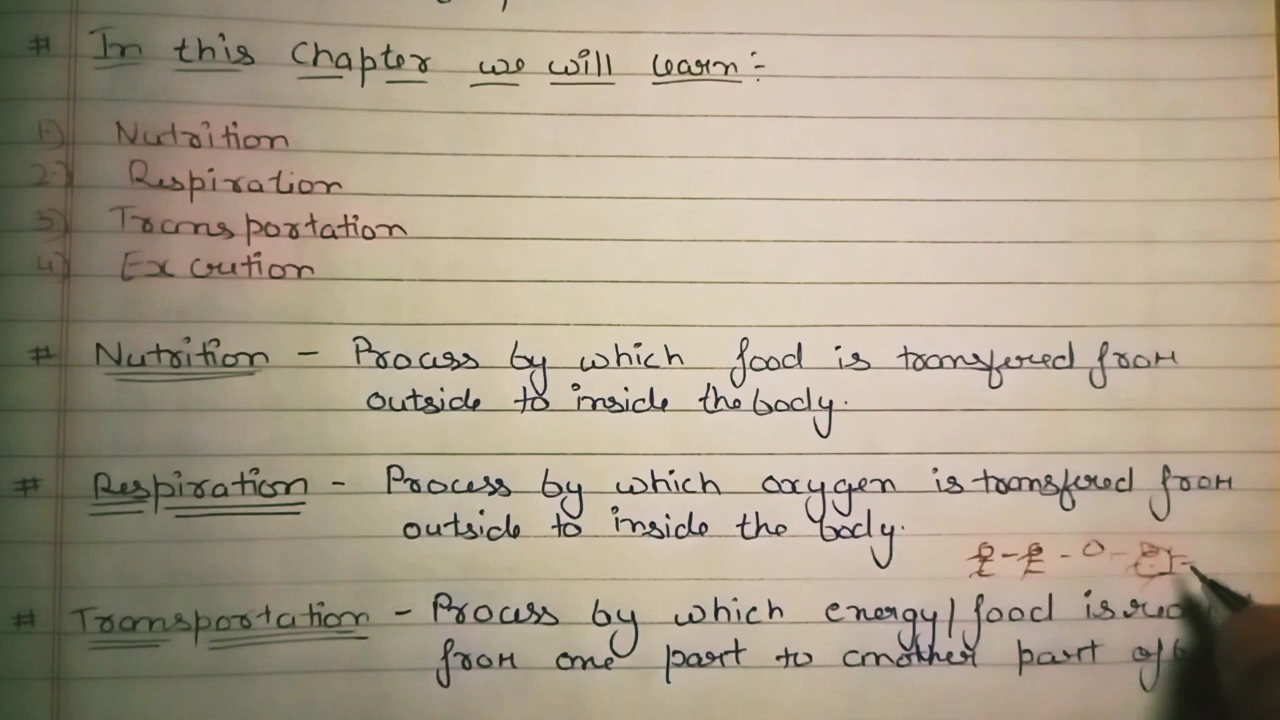 # In this Chapter we will learn :-
1) Nutrition
2) Respiration
3) Transportation
4) Excrution
# Nutrition - Process by which food is transfered from
outside to inside the body.
# Respiration - Process by which oxygen is transfered from
outside to inside the body.
# Transportation - Process by which energy/food is
from one part to another part of